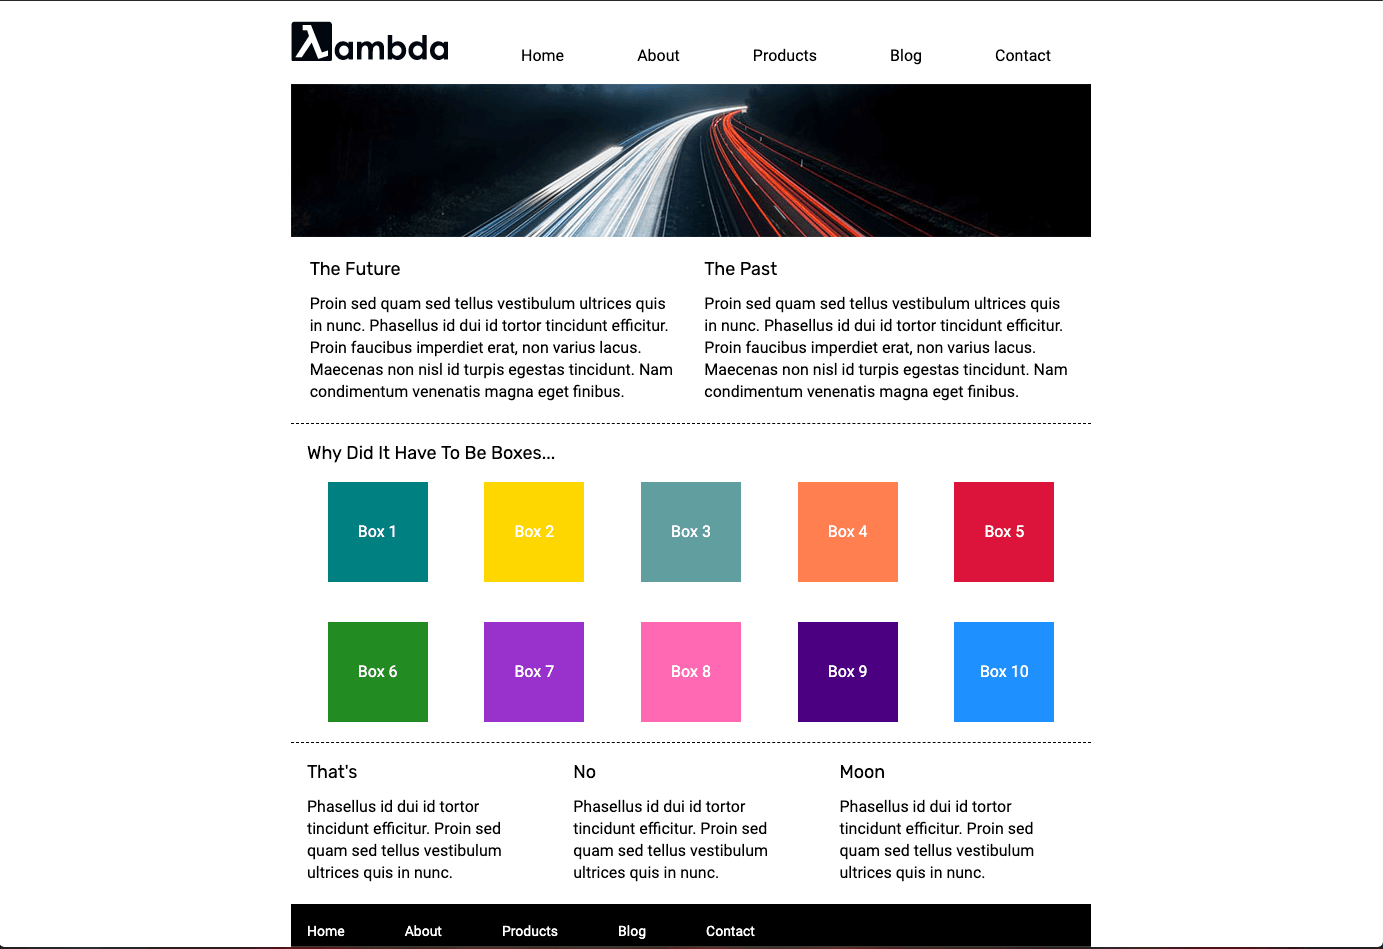 λambda
Home About Products Blog Contact
The Future
Proin sed quam sed tellus vestibulum ultrices quis
in nunc. Phasellus id dui id tortor tincidunt efficitur.
Proin faucibus imperdiet erat, non varius lacus.
Maecenas non nisl id turpis egestas tincidunt. Nam
condimentum venenatis magna eget finibus.
The Past
Proin sed quam sed tellus vestibulum ultrices quis
in nunc. Phasellus id dui id tortor tincidunt efficitur.
Proin faucibus imperdiet erat, non varius lacus.
Maecenas non nisl id turpis egestas tincidunt. Nam
condimentum venenatis magna eget finibus.
Why Did It Have To Be Boxes...
Box 1 Box 2 Box 3 Box 4 Box 5
Box 6 Box 7 Box 8 Box 9 Box 10
That's
Phasellus id dui id tortor
tincidunt efficitur. Proin sed
quam sed tellus vestibulum
ultrices quis in nunc.
No
Phasellus id dui id tortor
tincidunt efficitur. Proin sed
quam sed tellus vestibulum
ultrices quis in nunc.
Moon
Phasellus id dui id tortor
tincidunt efficitur. Proin sed
quam sed tellus vestibulum
ultrices quis in nunc.
Home About Products Blog Contact